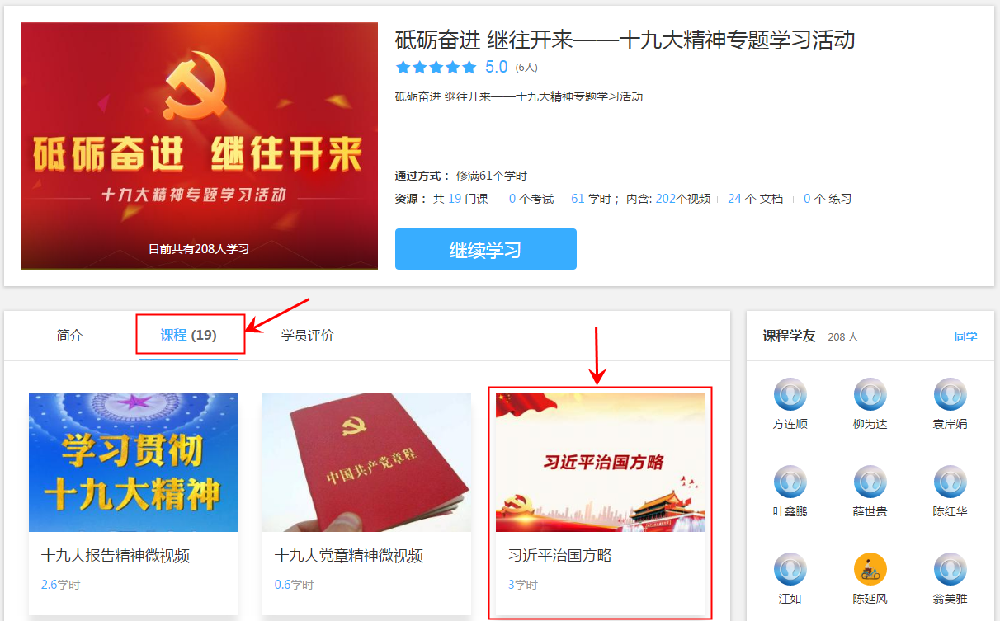 砥砺奋进 继往开来——十九大精神专题学习活动
5.0 (6人)
砥砺奋进 继往开来——十九大精神专题学习活动
砥砺奋进 继往开来
十九大精神专题学习活动
目前共有208人学习
通过方式： 修满61个学时
资源： 共 19 门课 0 个考试 61 学时； 内含: 202个视频 24 个 文档 0 个 练习
继续学习
简介 课程 (19) 学员评价
学习贯彻
十九大精神
中国共产党章程
习近平治国方略
十九大报告精神微视频 十九大党章精神微视频 习近平治国方略
2.6学时 0.6学时 3学时
课程学友 208 人 同学
方连顺 柳为达 袁岸娟
叶鑫鹏 薛世贵 陈红华
江如 陈延风 翁美雅